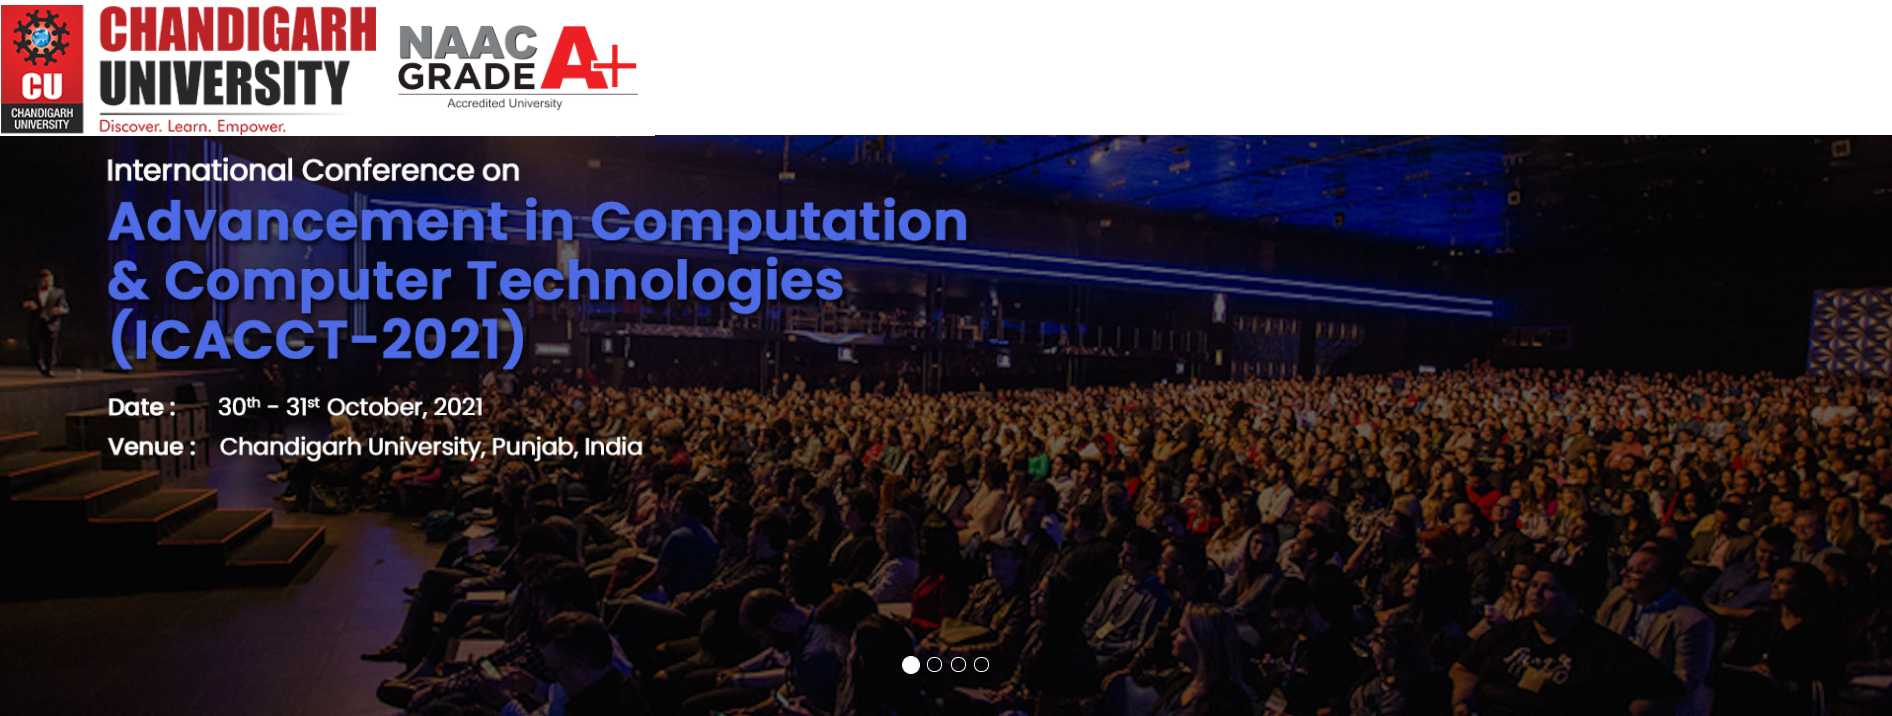 CU
CHANDIGARH
UNIVERSITY
CHANDIGARH
UNIVERSITY
Discover. Learn. Empower.
NAAC
GRADE A+
Accredited University
International Conference on
Advancement in Computation
& Computer Technologies
(ICACCT-2021)
Date : 30th - 31st October, 2021
Venue : Chandigarh University, Punjab, India